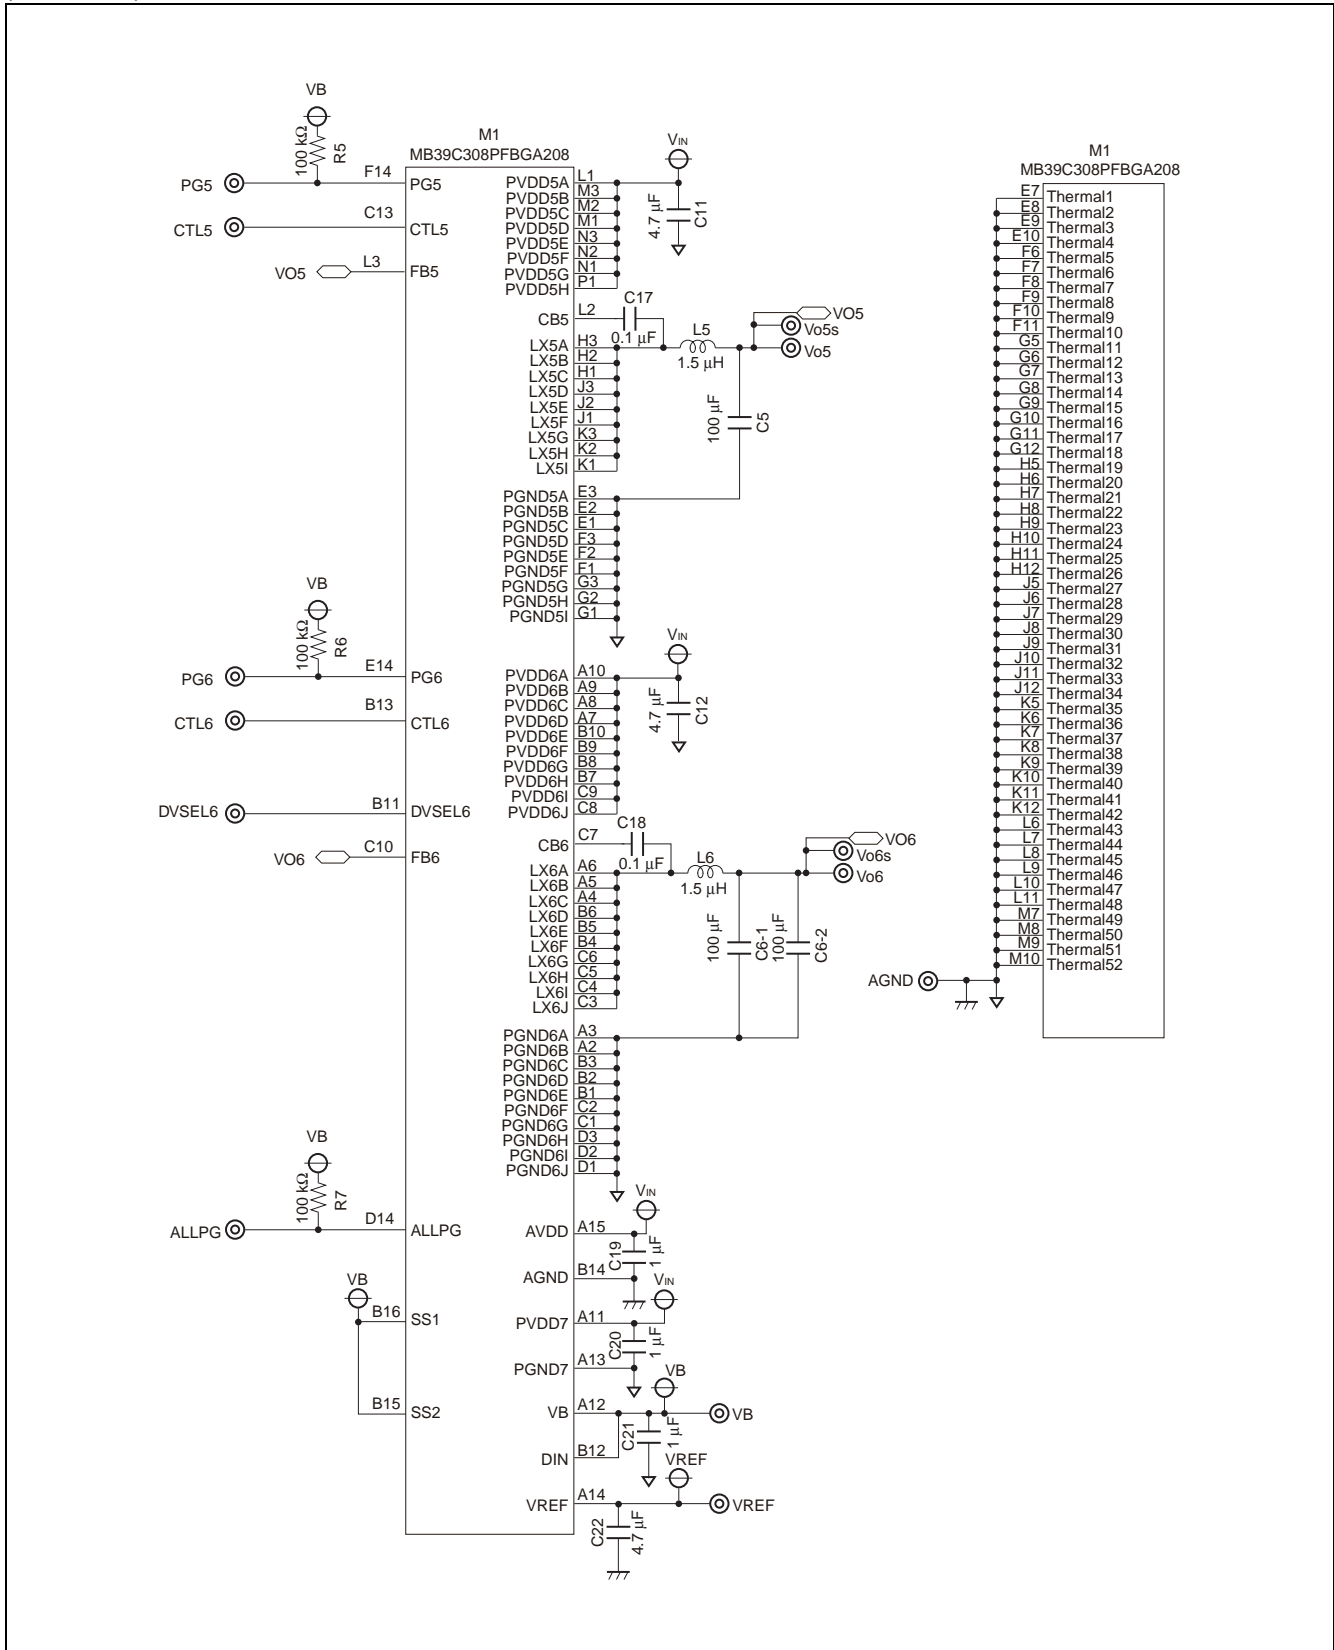 VB
100 kΩ
R5
PG5
F14
PG5
CTL5
C13
CTL5
VO5
L3
FB5
VB
100 kΩ
R6
PG6
E14
PG6
CTL6
B13
CTL6
DVSEL6
B11
DVSEL6
VO6
C10
FB6
VB
100 kΩ
R7
ALLPG
D14
ALLPG
VB
B16
SS1
B15
SS2
M1
MB39C308PFBGA208
PVDD5A L1
PVDD5B M3
PVDD5C M2
PVDD5D M1
PVDD5E N3
PVDD5F N2
PVDD5G N1
PVDD5H P1
VIN
4.7 μF
C11
CB5 L2
C17
0.1 μF
L5
1.5 μH
VO5
Vo5s
Vo5
100 μF
C5
LX5A H3
LX5B H2
LX5C H1
LX5D J3
LX5E J2
LX5F J1
LX5G K3
LX5H K2
LX5I K1
PGND5A E3
PGND5B E2
PGND5C E1
PGND5D F3
PGND5E F2
PGND5F F1
PGND5G G3
PGND5H G2
PGND5I G1
VIN
4.7 μF
C12
PVDD6A A10
PVDD6B A9
PVDD6C A8
PVDD6D A7
PVDD6E B10
PVDD6F B9
PVDD6G B8
PVDD6H B7
PVDD6I C9
PVDD6J C8
CB6 C7
C18
0.1 μF
L6
1.5 μH
VO6
Vo6s
Vo6
100 μF
C6-1
100 μF
C6-2
LX6A A6
LX6B A5
LX6C A4
LX6D B6
LX6E B5
LX6F B4
LX6G C6
LX6H C5
LX6I C4
LX6J C3
PGND6A A3
PGND6B A2
PGND6C B3
PGND6D B2
PGND6E B1
PGND6F C2
PGND6G C1
PGND6H D3
PGND6I D2
PGND6J D1
VIN
AVDD A15
C19
1 μF
AGND B14
VIN
PVDD7 A11
C20
1 μF
PGND7 A13
VB
VB A12
VB
C21
1 μF
DIN B12
VREF
VREF A14
VREF
C22
4.7 μF
M1
MB39C308PFBGA208
E7 Thermal1
E8 Thermal2
E9 Thermal3
E10 Thermal4
F6 Thermal5
F7 Thermal6
F8 Thermal7
F9 Thermal8
F10 Thermal9
F11 Thermal10
G5 Thermal11
G6 Thermal12
G7 Thermal13
G8 Thermal14
G9 Thermal15
G10 Thermal16
G11 Thermal17
G12 Thermal18
H5 Thermal19
H6 Thermal20
H7 Thermal21
H8 Thermal22
H9 Thermal23
H10 Thermal24
H11 Thermal25
H12 Thermal26
J5 Thermal27
J6 Thermal28
J7 Thermal29
J8 Thermal30
J9 Thermal31
J10 Thermal32
J11 Thermal33
J12 Thermal34
K5 Thermal35
K6 Thermal36
K7 Thermal37
K8 Thermal38
K9 Thermal39
K10 Thermal40
K11 Thermal41
K12 Thermal42
L6 Thermal43
L7 Thermal44
L8 Thermal45
L9 Thermal46
L10 Thermal47
L11 Thermal48
M7 Thermal49
M8 Thermal50
M9 Thermal51
M10 Thermal52
AGND